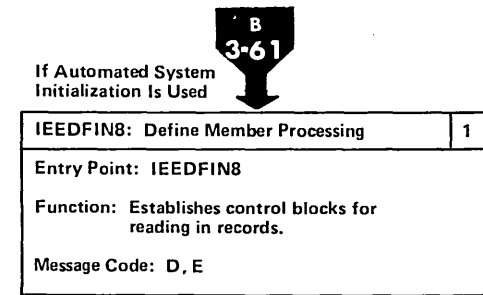 B
3-61
If Automated System
Initialization Is Used
IEEDFIN8: Define Member Processing 1
Entry Point: IEEDFIN8
Function: Establishes control blocks for
reading in records.
Message Code: D, E